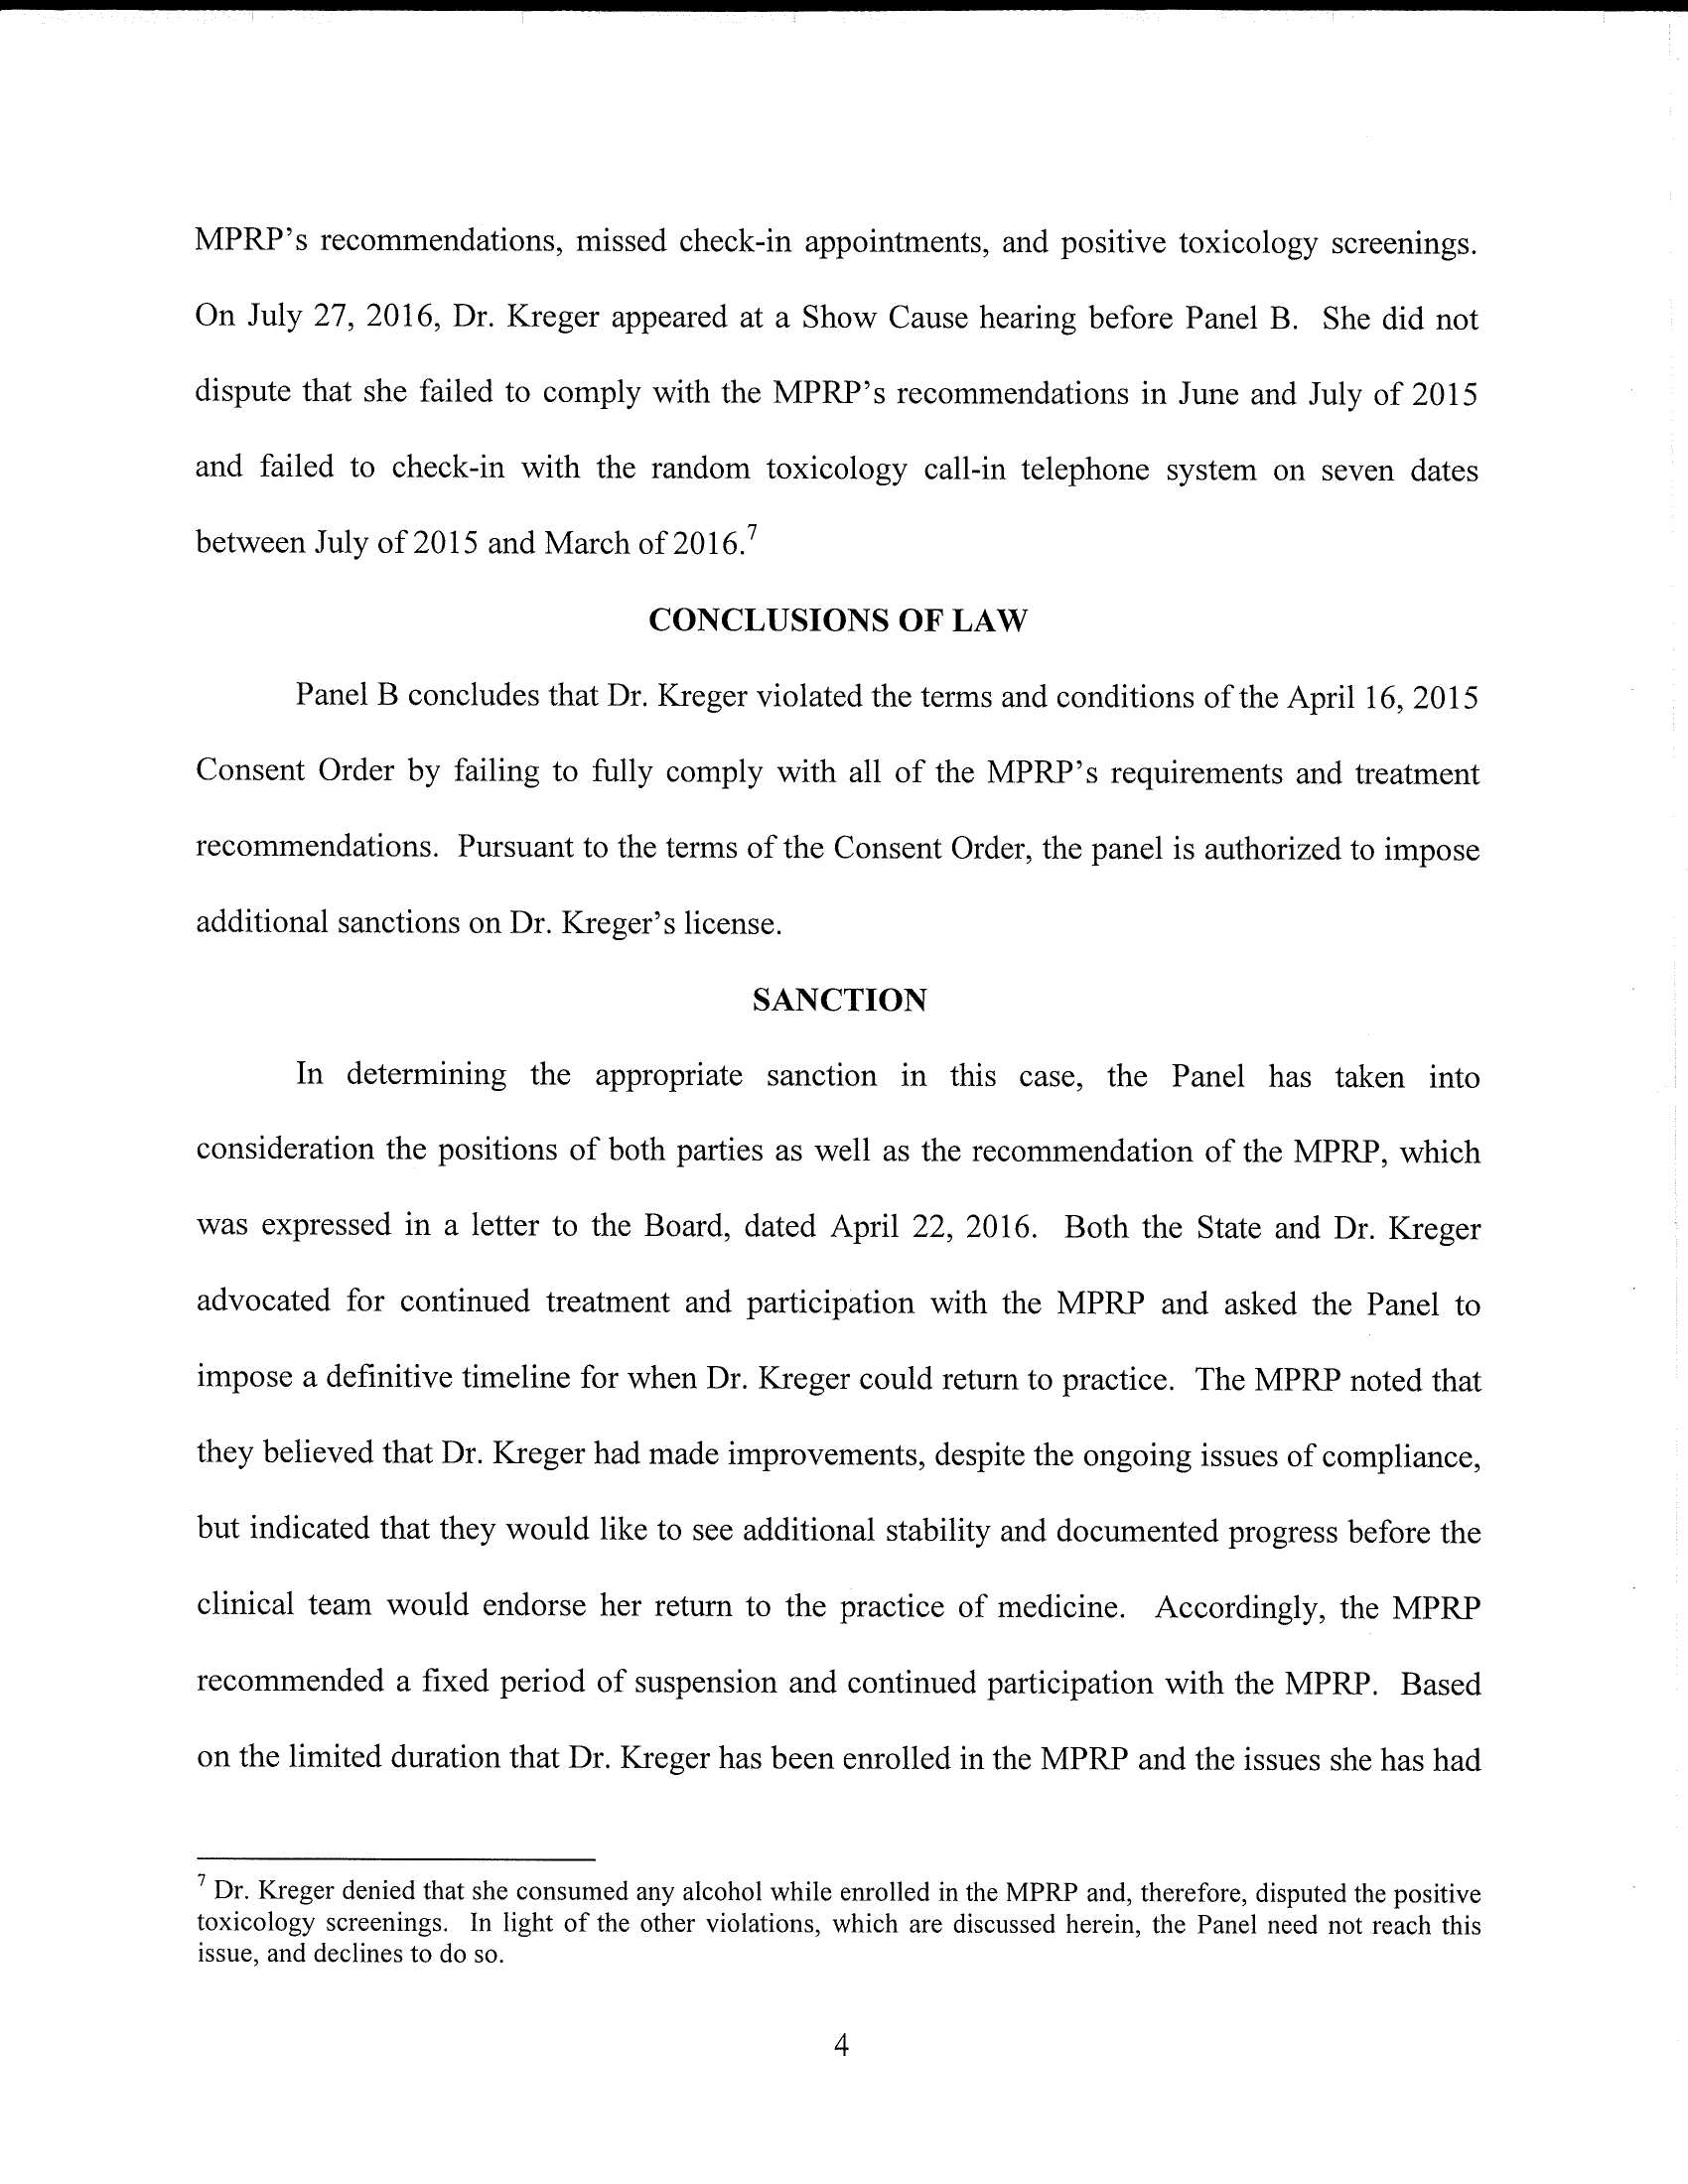 MPRP's recommendations, missed check-in appointments, and positive toxicology screenings.
On July 27, 2016, Dr. Kreger appeared at a Show Cause hearing before Panel B. She did not
dispute that she failed to comply with the MPRP's recommendations in June and July of 2015
and failed to check-in with the random toxicology call-in telephone system on seven dates
between July of 2015 and March of 2016.7
CONCLUSIONS OF LAW
Panel B concludes that Dr. Kreger violated the terms and conditions of the April 16, 2015
Consent Order by failing to fully comply with all of the MPRP's requirements and treatment
recommendations. Pursuant to the terms of the Consent Order, the panel is authorized to impose
additional sanctions on Dr. Kreger's license.
SANCTION
In determining the appropriate sanction in this case, the Panel has taken into
consideration the positions of both parties as well as the recommendation of the MPRP, which
was expressed in a letter to the Board, dated April 22, 2016. Both the State and Dr. Kreger
advocated for continued treatment and participation with the MPRP and asked the Panel to
impose a definitive timeline for when Dr. Kreger could return to practice. The MPRP noted that
they believed that Dr. Kreger had made improvements, despite the ongoing issues of compliance,
but indicated that they would like to see additional stability and documented progress before the
clinical team would endorse her return to the practice of medicine. Accordingly, the MPRP
recommended a fixed period of suspension and continued participation with the MPRP. Based
on the limited duration that Dr. Kreger has been enrolled in the MPRP and the issues she has had
7 Dr. Kreger denied that she consumed any alcohol while enrolled in the MPRP and, therefore, disputed the positive
toxicology screenings. In light of the other violations, which are discussed herein, the Panel need not reach this
issue, and declines to do so.
4